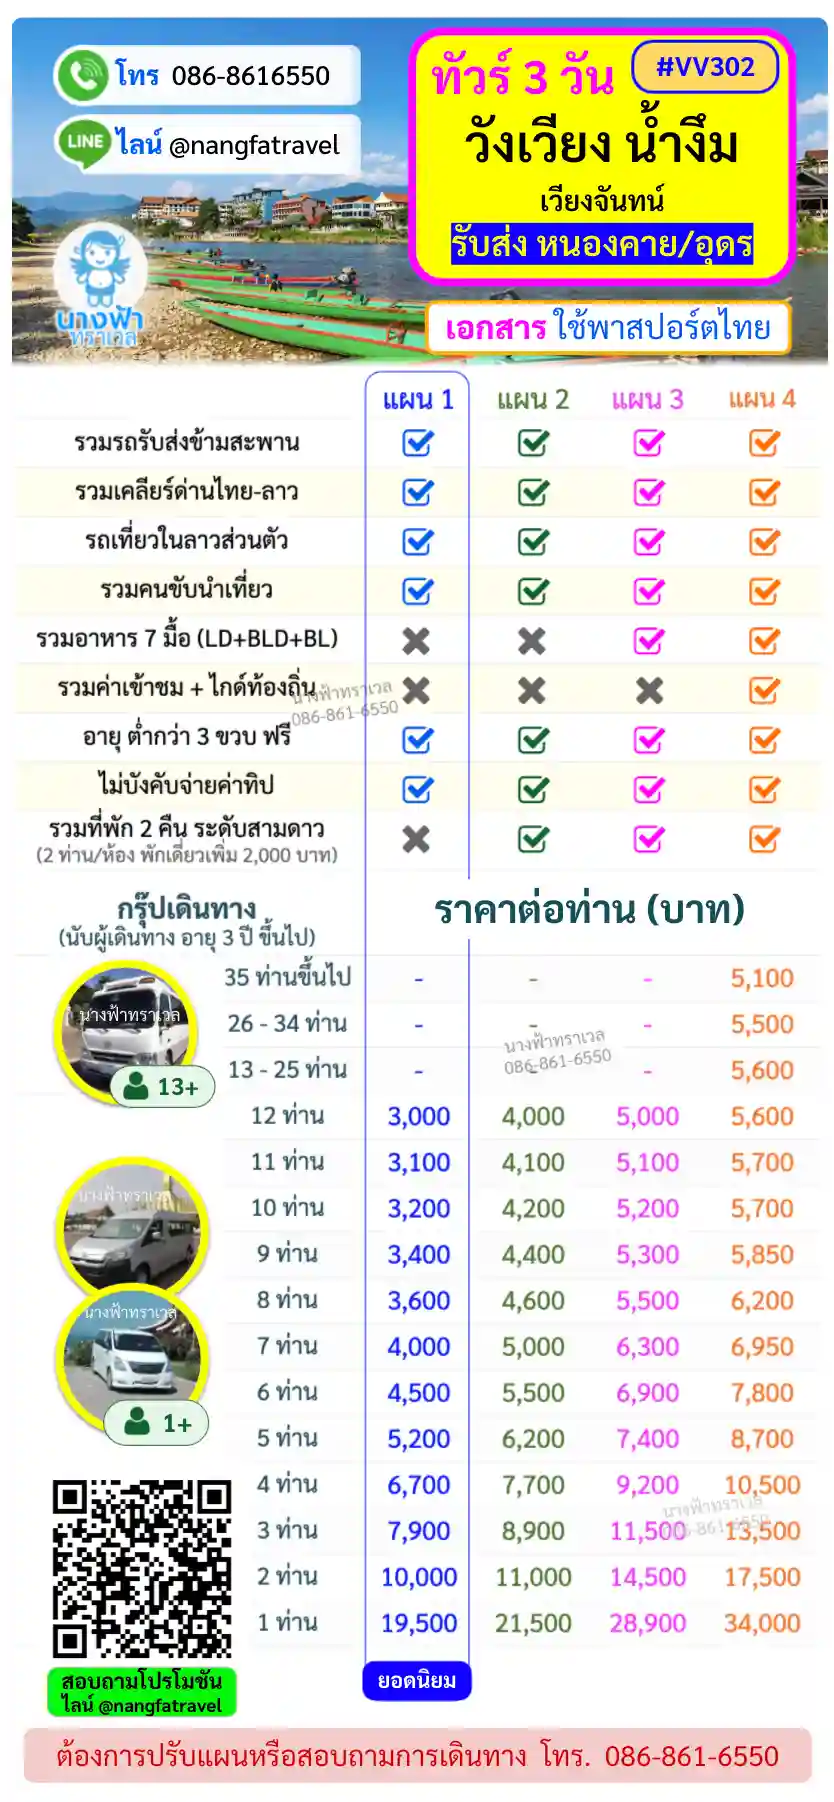 โทร 086-8616550
LINE ไลน์ @nangfatravel
นางฟ้า
ทราเวล
ทัวร์ 3 วัน #VV302
วังเวียง น้ำงึม
เวียงจันทน์
รับส่ง หนองคาย/อุดร
เอกสาร ใช้พาสปอร์ตไทย
แผน 1 แผน 2 แผน 3 แผน 4
รวมรถรับส่งข้ามสะพาน
รวมเคลียร์ด่านไทย-ลาว
รถเที่ยวในลาวส่วนตัว
รวมคนขับนำเที่ยว
รวมอาหาร 7 มื้อ (LD+BLD+BL)
รวมค่าเข้าชม + ไกด์ท้องถิ่น
นางฟ้าทราเวล
086-861-6550
อายุ ต่ำกว่า 3 ขวบ ฟรี
ไม่บังคับจ่ายค่าทิป
รวมที่พัก 2 คืน ระดับสามดาว
(2 ท่าน/ห้อง พักเดี่ยวเพิ่ม 2,000 บาท)
กรุ๊ปเดินทาง
(นับผู้เดินทาง อายุ 3 ปี ขึ้นไป)
ราคาต่อท่าน (บาท)
35 ท่านขึ้นไป - - - 5,100
26 - 34 ท่าน - - - 5,500
นางฟ้าทราเวล
086-861-6550
13 - 25 ท่าน - - - 5,600
นางฟ้าทราเวล
13+
12 ท่าน 3,000 4,000 5,000 5,600
11 ท่าน 3,100 4,100 5,100 5,700
10 ท่าน 3,200 4,200 5,200 5,700
9 ท่าน 3,400 4,400 5,300 5,850
8 ท่าน 3,600 4,600 5,500 6,200
7 ท่าน 4,000 5,000 6,300 6,950
6 ท่าน 4,500 5,500 6,900 7,800
5 ท่าน 5,200 6,200 7,400 8,700
4 ท่าน 6,700 7,700 9,200 10,500
3 ท่าน 7,900 8,900 11,500 13,500
2 ท่าน 10,000 11,000 14,500 17,500
1 ท่าน 19,500 21,500 28,900 34,000
นางฟ้าทราเวล
นางฟ้าทราเวล
1+
นางฟ้าทราเวล
086-861-6550
สอบถามโปรโมชัน
ไลน์ @nangfatravel
ยอดนิยม
ต้องการปรับแผนหรือสอบถามการเดินทาง โทร. 086-861-6550